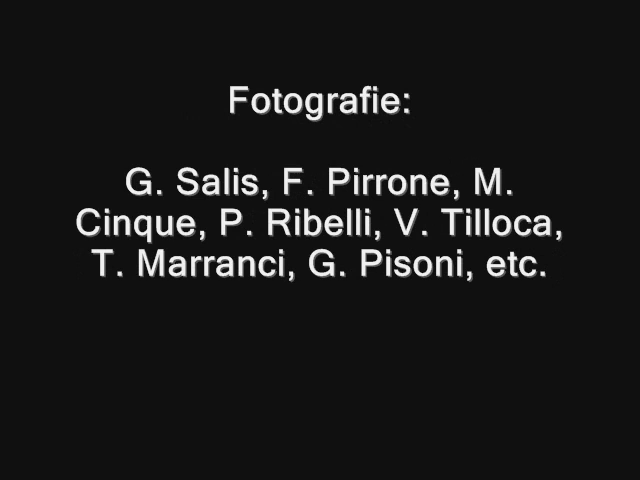 Fotografie:
G. Salis, F. Pirrone, M.
Cinque, P. Ribelli, V. Tilloca,
T. Marranci, G. Pisoni, etc.